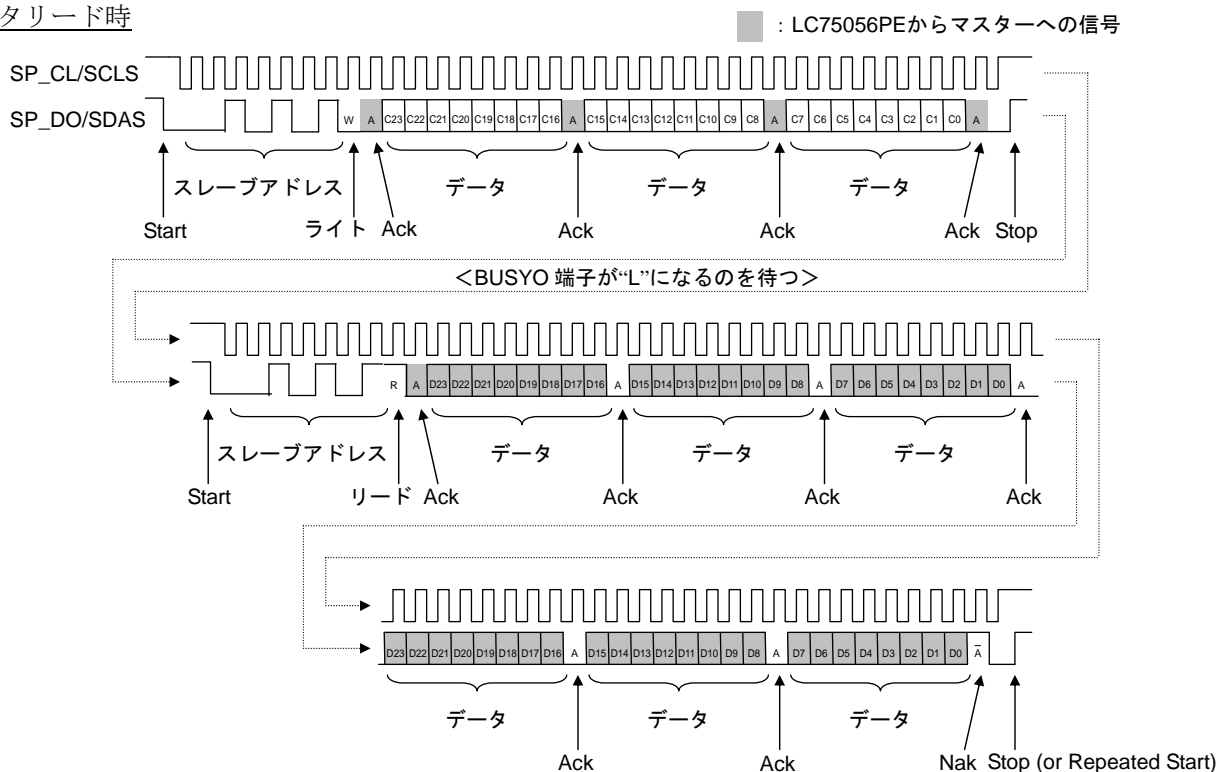 タリード時
：LC75056PEからマスターへの信号
SP_CL/SCLS
SP_DO/SDAS
W A C23 C22 C21 C20 C19 C18 C17 C16 A C15 C14 C13 C12 C11 C10 C9 C8 A C7 C6 C5 C4 C3 C2 C1 C0 A
スレーブアドレス データ データ データ
Start ライト Ack Ack Ack Ack Stop
＜BUSYO 端子が“L”になるのを待つ＞
R A D23 D22 D21 D20 D19 D18 D17 D16 A D15 D14 D13 D12 D11 D10 D9 D8 A D7 D6 D5 D4 D3 D2 D1 D0 A
スレーブアドレス データ データ データ
Start リード Ack Ack Ack Ack
D23 D22 D21 D20 D19 D18 D17 D16 A D15 D14 D13 D12 D11 D10 D9 D8 A D7 D6 D5 D4 D3 D2 D1 D0 A̅
データ データ データ
Ack Ack Nak Stop (or Repeated Start)